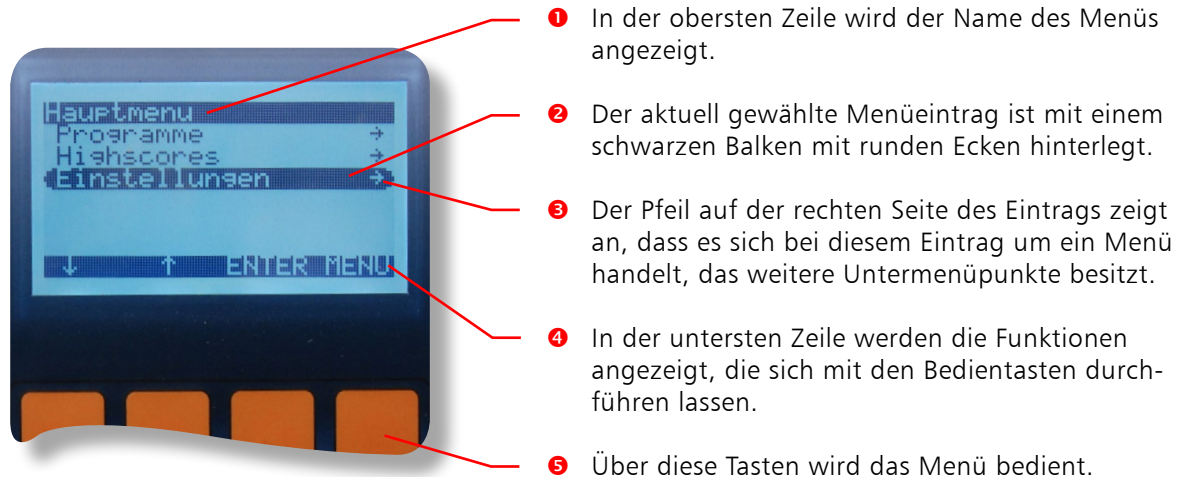 Hauptmenu
Programme →
Highscores →
Einstellungen →
↓ ↑ ENTER MENU
❶ In der obersten Zeile wird der Name des Menüs
angezeigt.
❷ Der aktuell gewählte Menüeintrag ist mit einem
schwarzen Balken mit runden Ecken hinterlegt.
❸ Der Pfeil auf der rechten Seite des Eintrags zeigt
an, dass es sich bei diesem Eintrag um ein Menü
handelt, das weitere Untermenüpunkte besitzt.
❹ In der untersten Zeile werden die Funktionen
angezeigt, die sich mit den Bedientasten durch-
führen lassen.
❺ Über diese Tasten wird das Menü bedient.